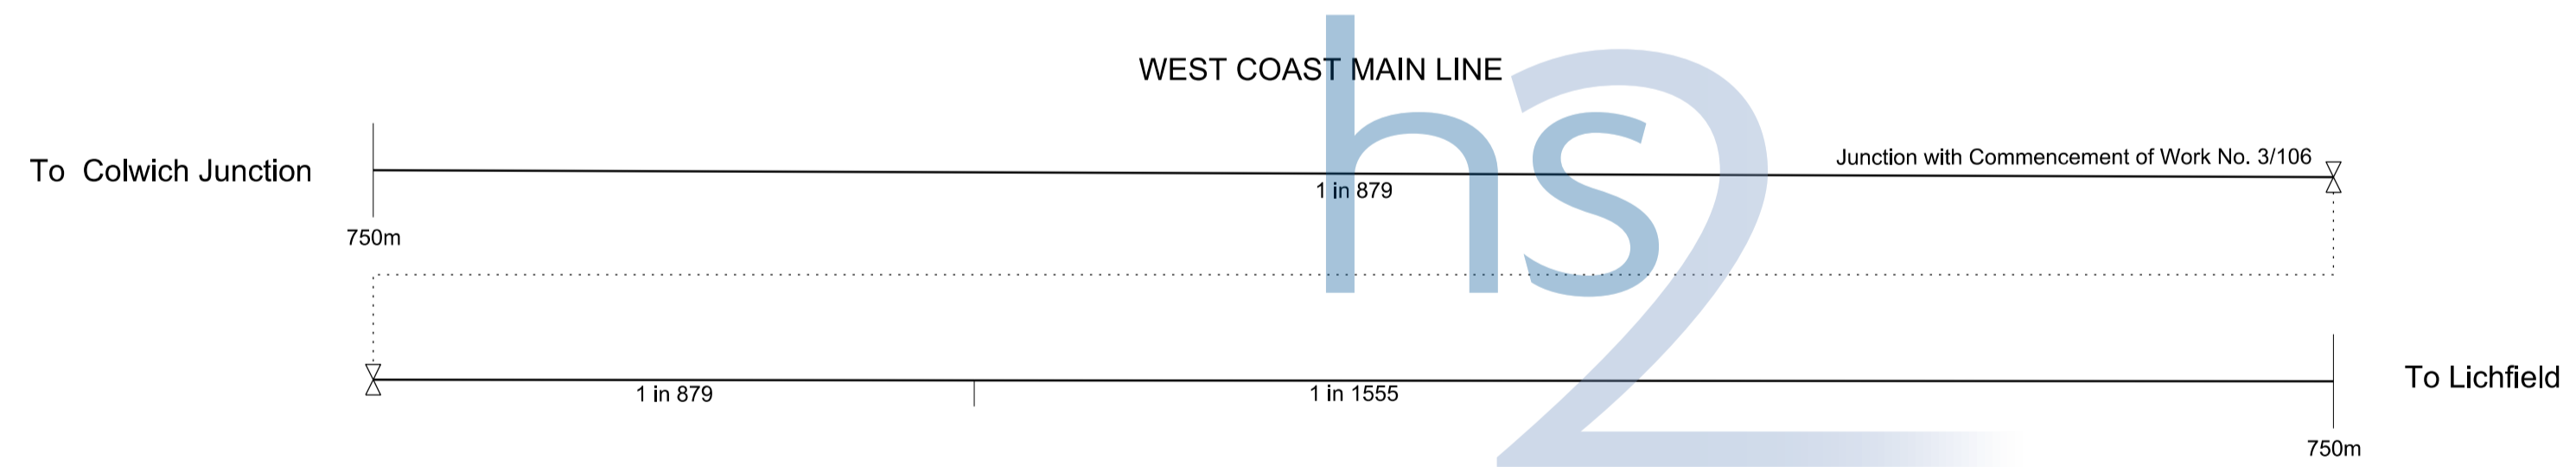 WEST COAST MAIN LINE
To Colwich Junction
Junction with Commencement of Work No. 3/106
1 in 879
750m
hs2
1 in 879
1 in 1555
To Lichfield
750m